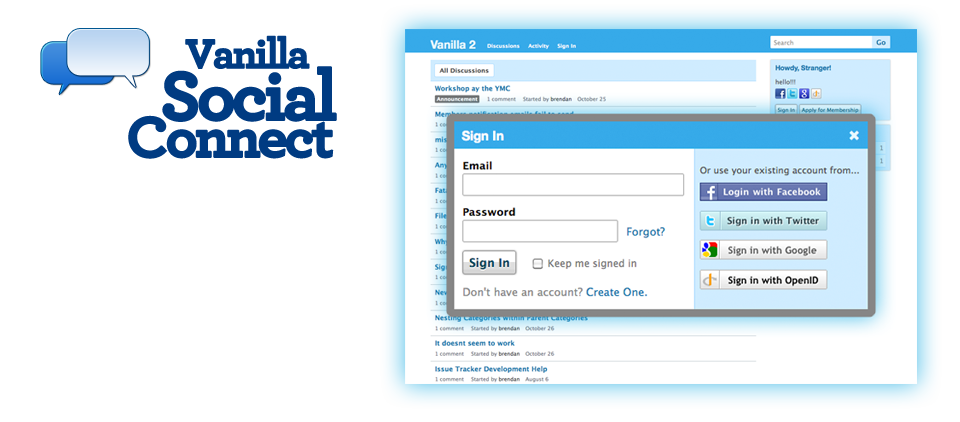 Vanilla
Social
Connect
Vanilla 2 Discussions Activity Sign In
Search Go
All Discussions
Workshop ay the YMC
Announcement 1 comment Started by brendan October 25
Howdy, Stranger!
hello!!!
Sign In Apply for Membership
1
1
Sign In
Email
Password
Forgot?
Sign In Keep me signed in
Don't have an account? Create One.
Or use your existing account from...
Login with Facebook
Sign in with Twitter
Sign in with Google
Sign in with OpenID
Nesting Categories within Parent Categories
1 comment Started by brendan October 26
It doesnt seem to work
1 comment Started by brendan October 26
Issue Tracker Development Help
1 comment Started by brendan August 6